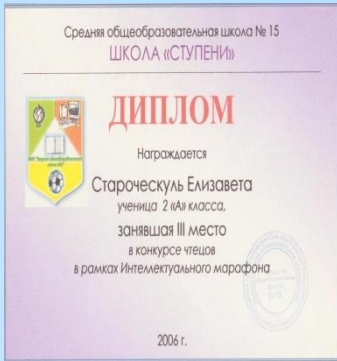 Средняя общеобразовательная школа № 15
ШКОЛА «СТУПЕНИ»
ДИПЛОМ
Награждается
Староческуль Елизавета
ученица 2 «А» класса,
занявшая III место
в конкурсе чтецов
в рамках Интеллектуального марафона
2006 г.